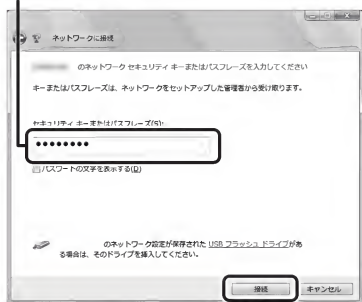 ネットワークに接続
のネットワーク セキュリティ キーまたはパスフレーズを入力してください
キーまたはパスフレーズは、ネットワークをセットアップした管理者から受け取ります。
セキュリティ キーまたはパスフレーズ(S):
●●●●●●●●
パスワードの文字を表示する(D)
のネットワーク設定が保存された USB フラッシュ ドライブがあ
る場合は、そのドライブを挿入してください。
接続
キャンセル